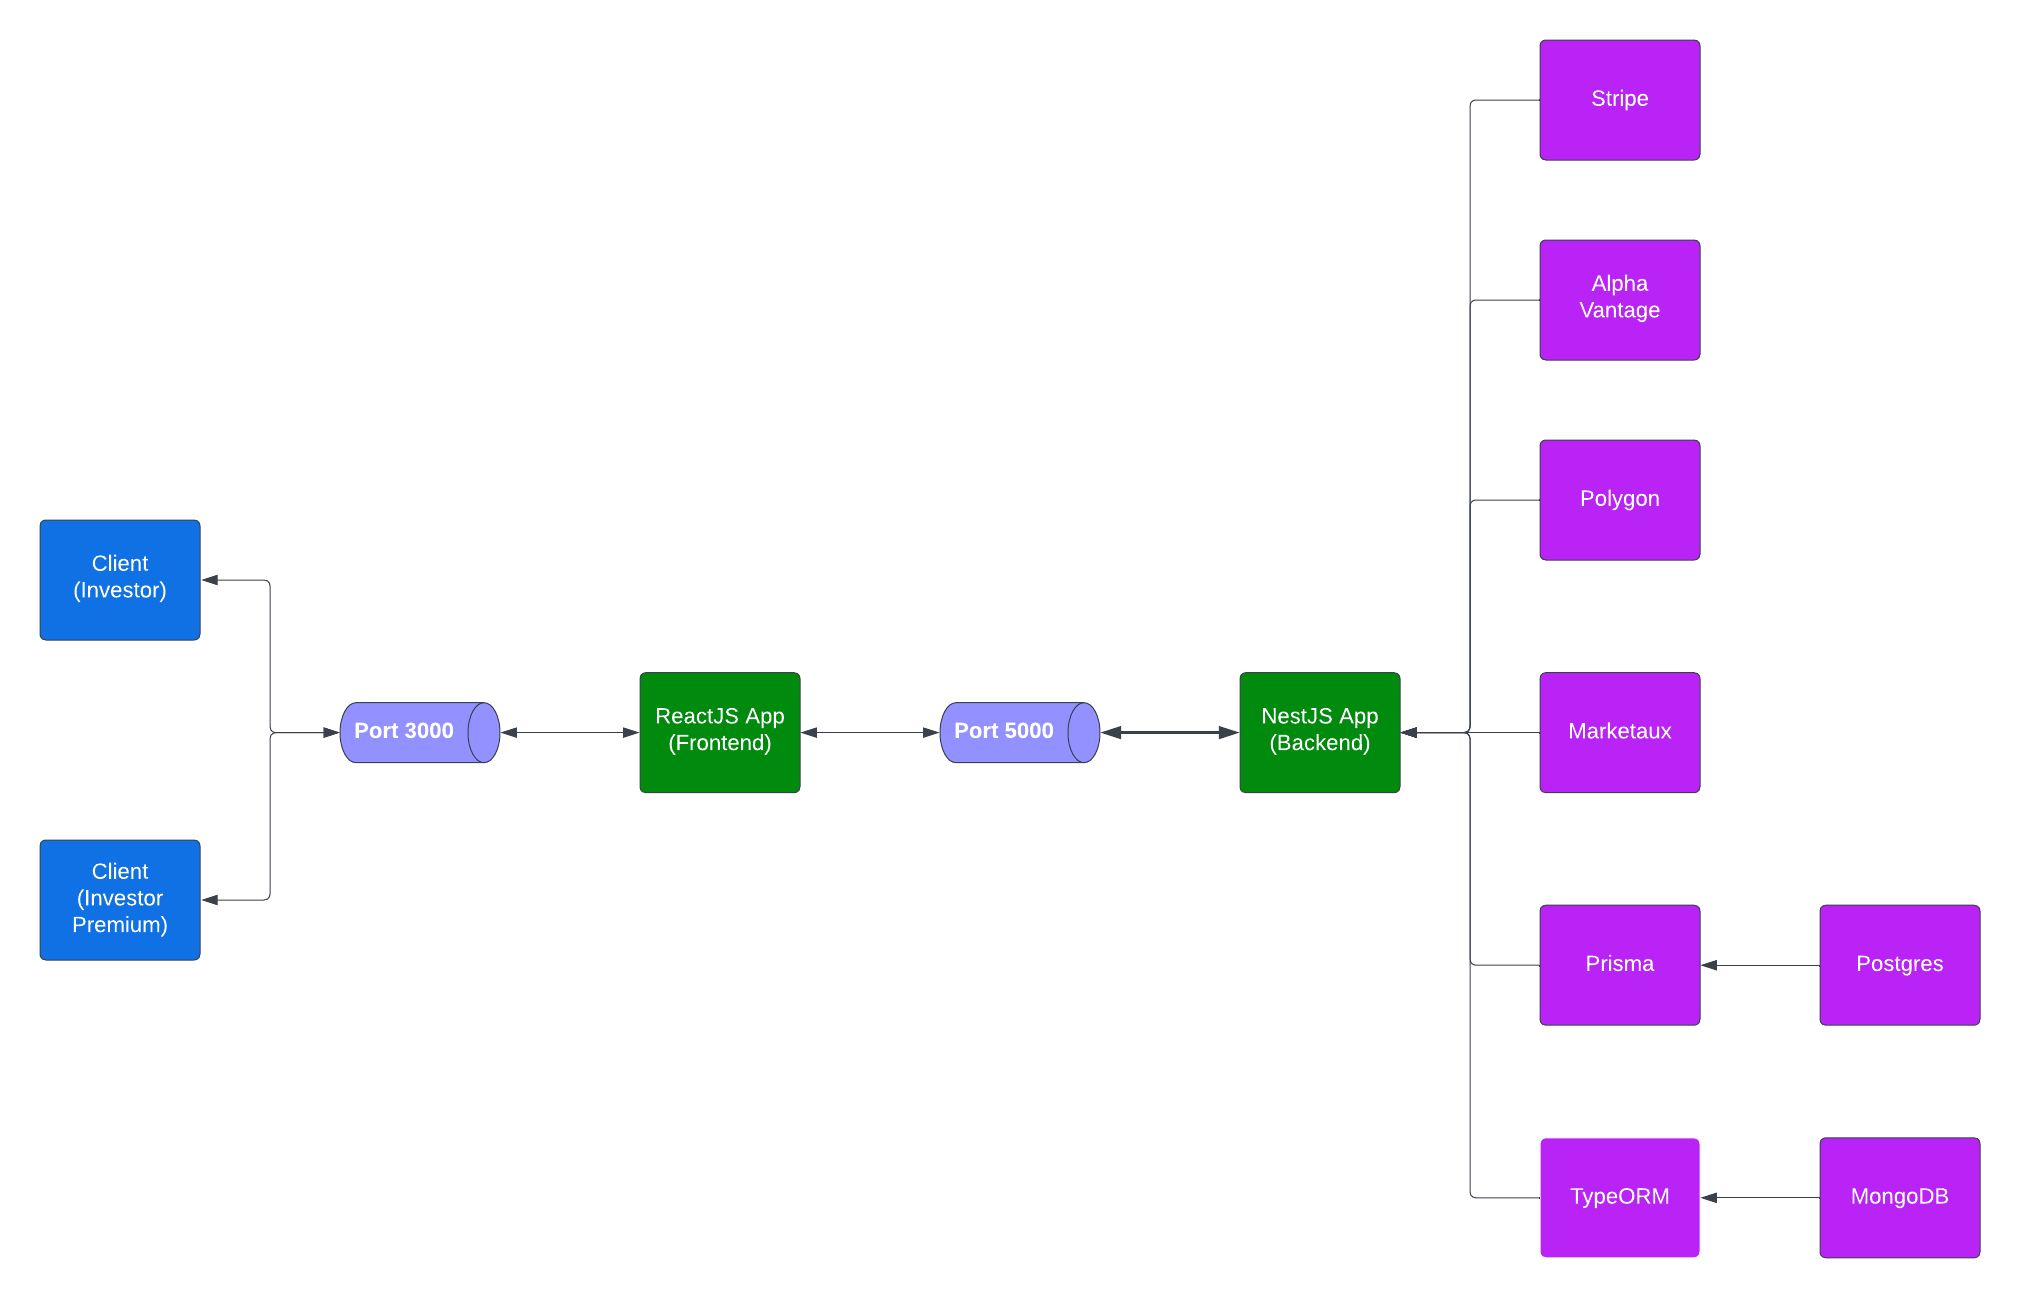 Stripe
Alpha
Vantage
Polygon
Client
(Investor)
Port 3000
ReactJS App
(Frontend)
Port 5000
NestJS App
(Backend)
Marketaux
Client
(Investor
Premium)
Prisma
Postgres
TypeORM
MongoDB